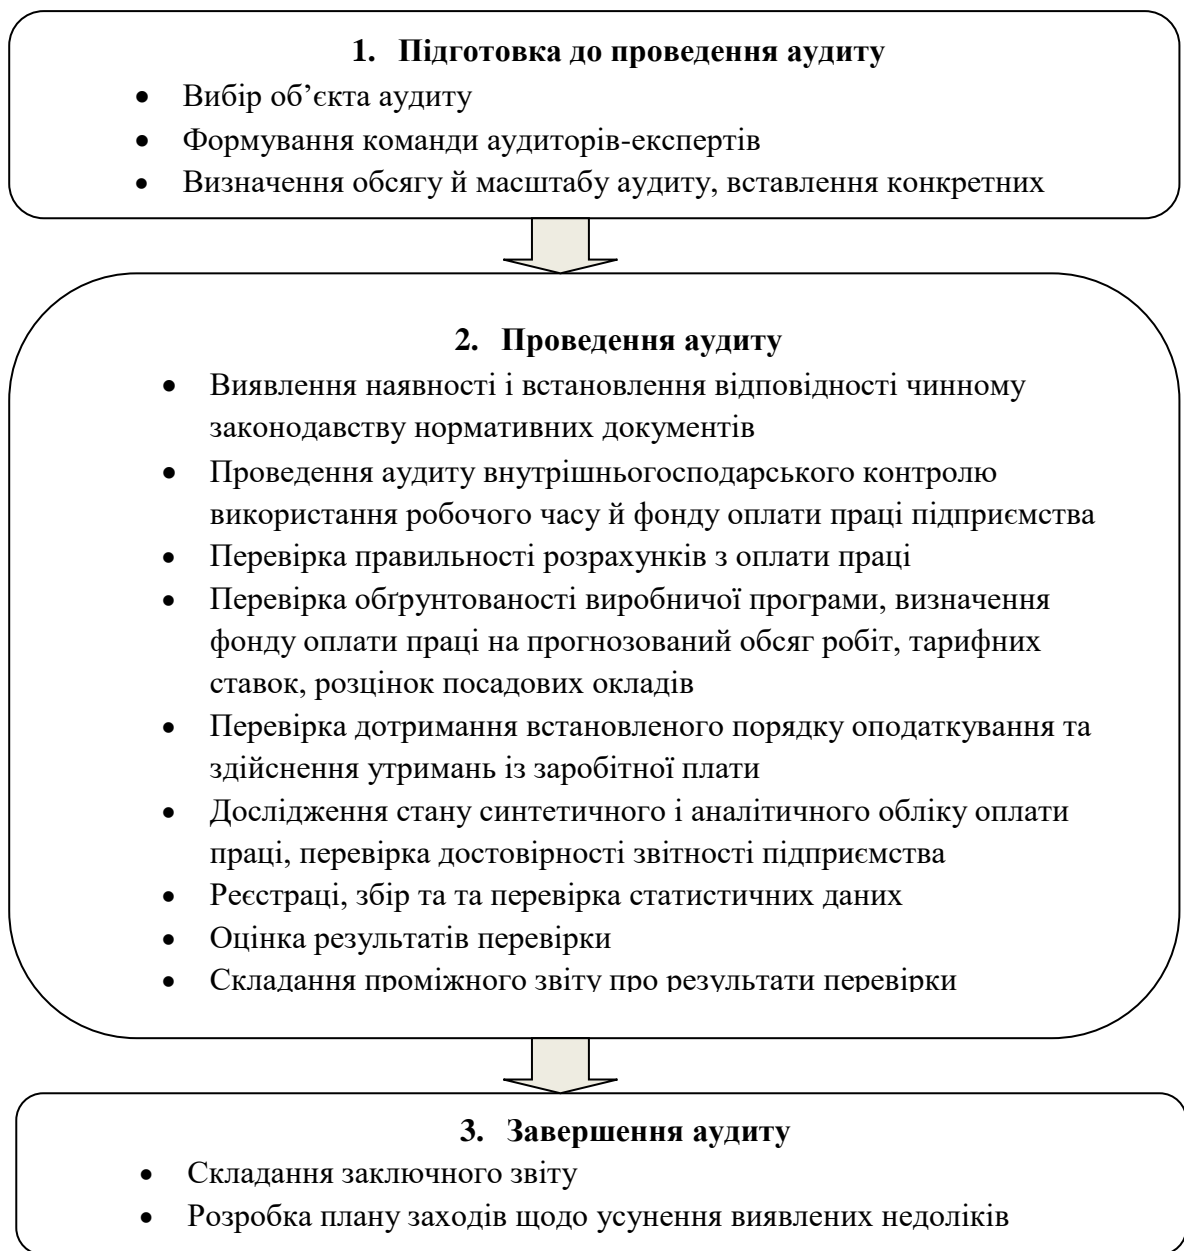 1. Підготовка до проведення аудиту
• Вибір об’єкта аудиту
• Формування команди аудиторів-експертів
• Визначення обсягу й масштабу аудиту, вставлення конкретних
2. Проведення аудиту
• Виявлення наявності і встановлення відповідності чинному
законодавству нормативних документів
• Проведення аудиту внутрішньогосподарського контролю
використання робочого часу й фонду оплати праці підприємства
• Перевірка правильності розрахунків з оплати праці
• Перевірка обґрунтованості виробничої програми, визначення
фонду оплати праці на прогнозований обсяг робіт, тарифних
ставок, розцінок посадових окладів
• Перевірка дотримання встановленого порядку оподаткування та
здійснення утримань із заробітної плати
• Дослідження стану синтетичного і аналітичного обліку оплати
праці, перевірка достовірності звітності підприємства
• Реєстраці, збір та та перевірка статистичних даних
• Оцінка результатів перевірки
• Складання проміжного звіту про результати перевірки
3. Завершення аудиту
• Складання заключного звіту
• Розробка плану заходів щодо усунення виявлених недоліків